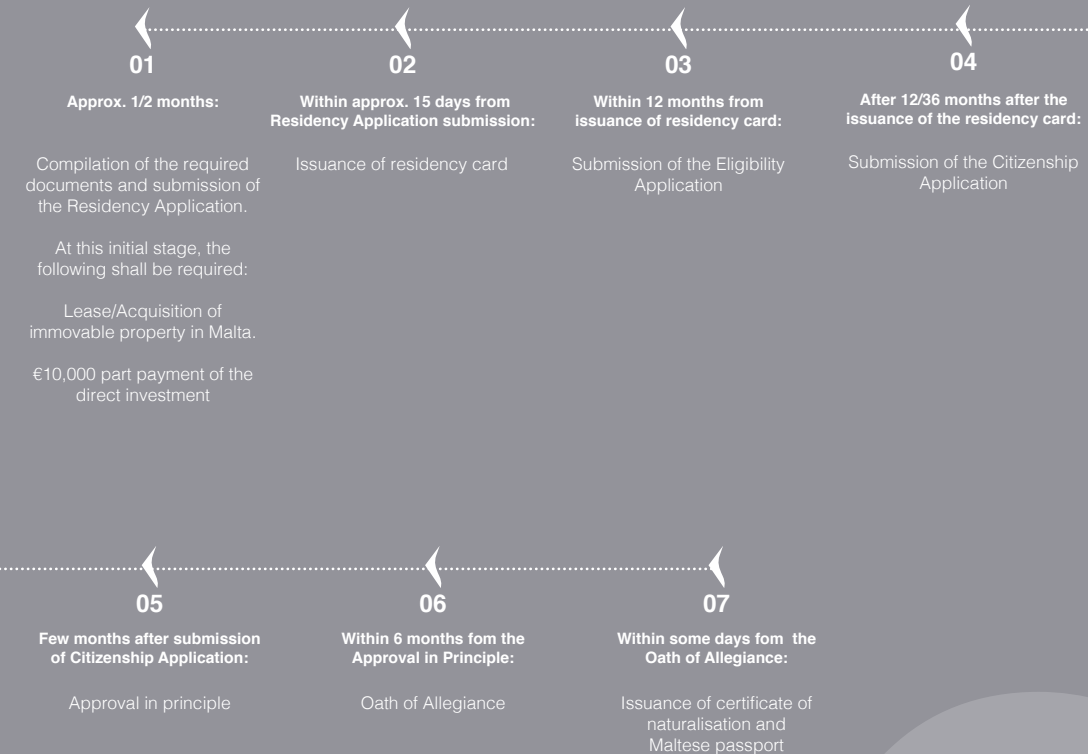 01
Approx. 1/2 months:
Compilation of the required
documents and submission of
the Residency Application.
At this initial stage, the
following shall be required:
Lease/Acquisition of
immovable property in Malta.
€10,000 part payment of the
direct investment
02
Within approx. 15 days from
Residency Application submission:
Issuance of residency card
03
Within 12 months from
issuance of residency card:
Submission of the Eligibility
Application
04
After 12/36 months after the
issuance of the residency card:
Submission of the Citizenship
Application
05
Few months after submission
of Citizenship Application:
Approval in principle
06
Within 6 months fom the
Approval in Principle:
Oath of Allegiance
07
Within some days fom  the
Oath of Allegiance:
Issuance of certificate of
naturalisation and
Maltese passport